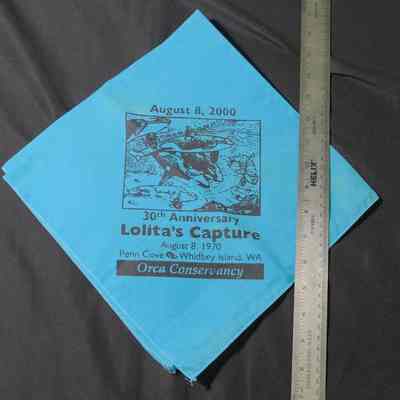 August 8, 2000
30th Anniversary
Lolita's Capture
August 8, 1970
Penn Cove Whidbey Island, WA
Orca Conservancy
HELIX